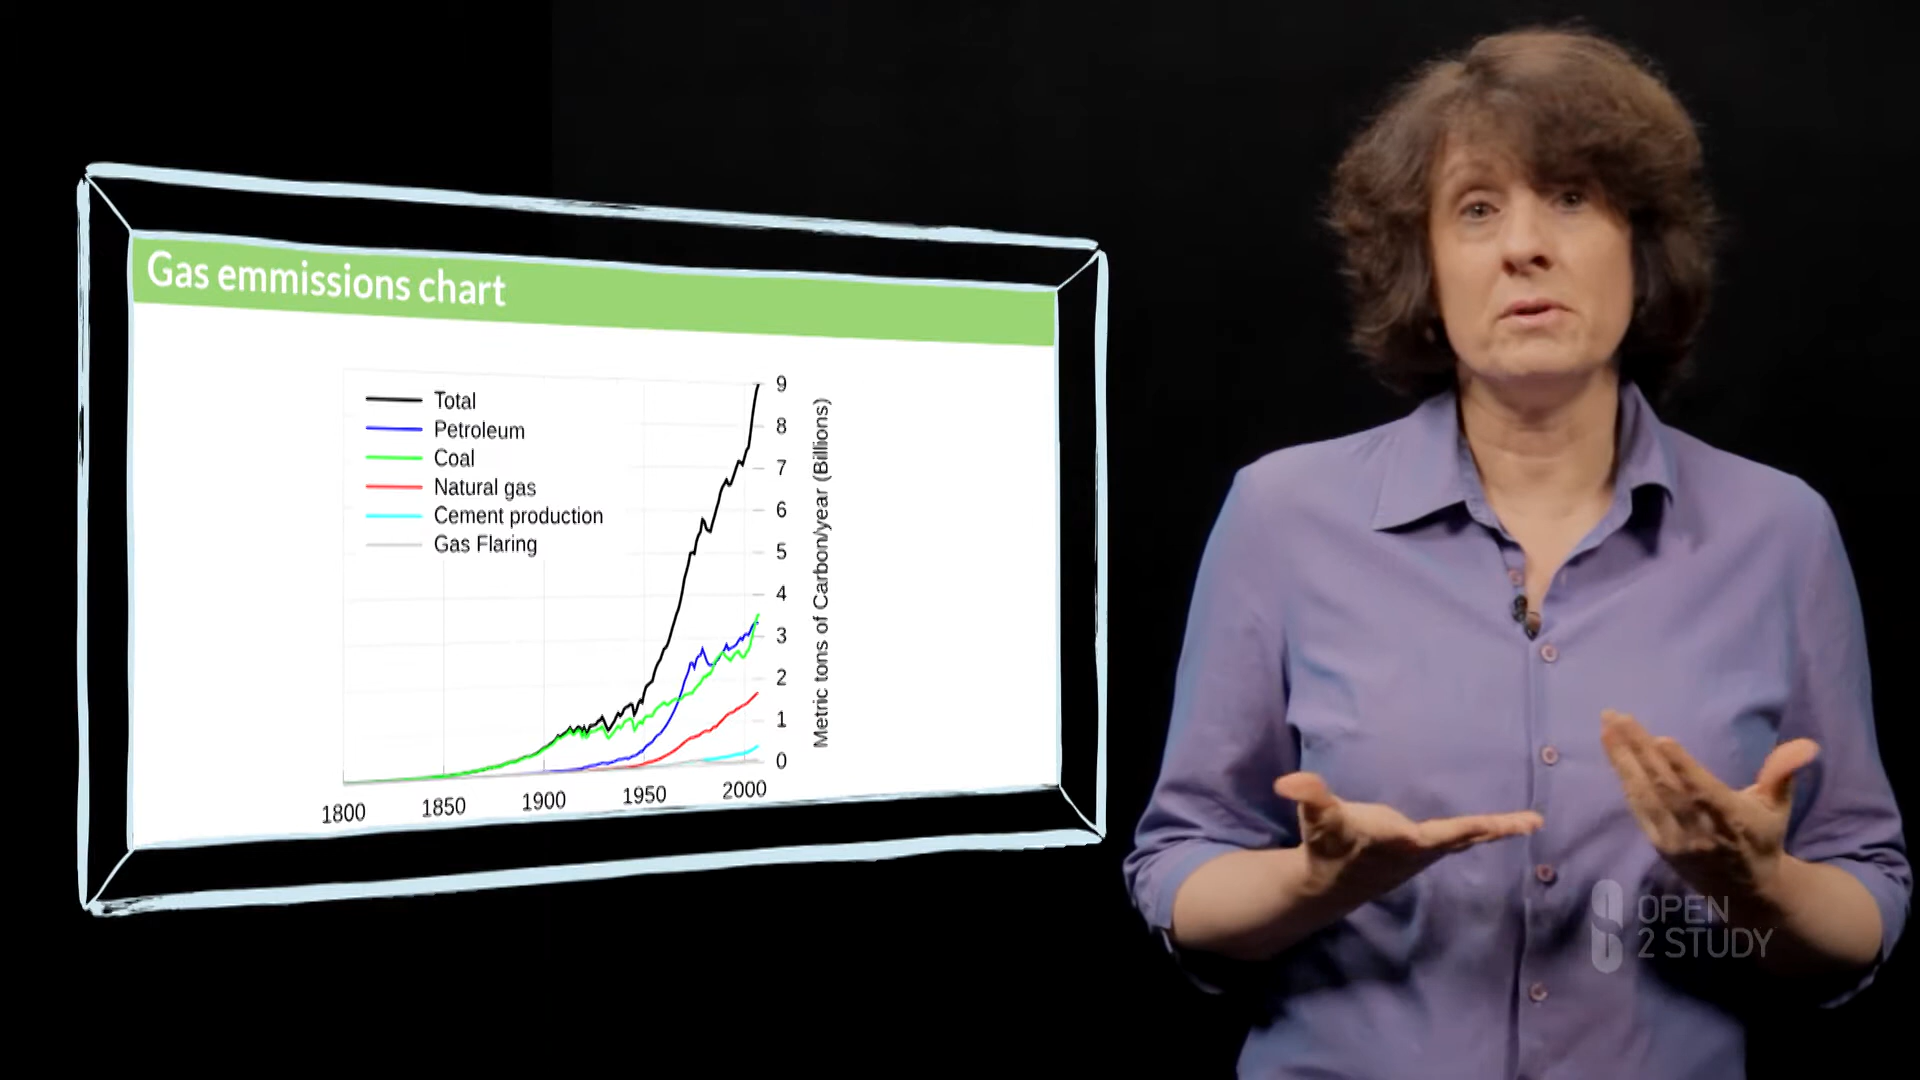 Gas emmissions chart
Total
Petroleum
Coal
Natural gas
Cement production
Gas Flaring
9
8
7
6
5
4
3
2
1
0
Metric tons of Carbon/year (Billions)
1800 1850 1900 1950 2000
OPEN
2 STUDY